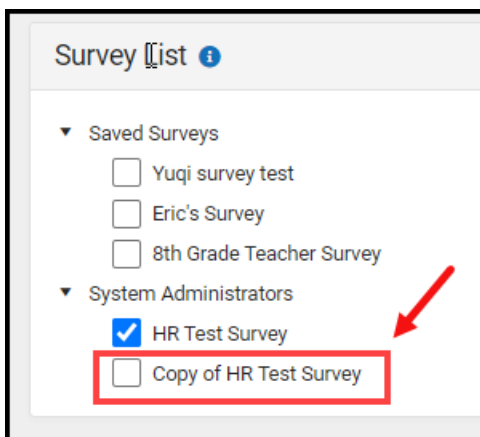 Survey List
Saved Surveys
Yuqi survey test
Eric's Survey
8th Grade Teacher Survey
System Administrators
HR Test Survey
Copy of HR Test Survey